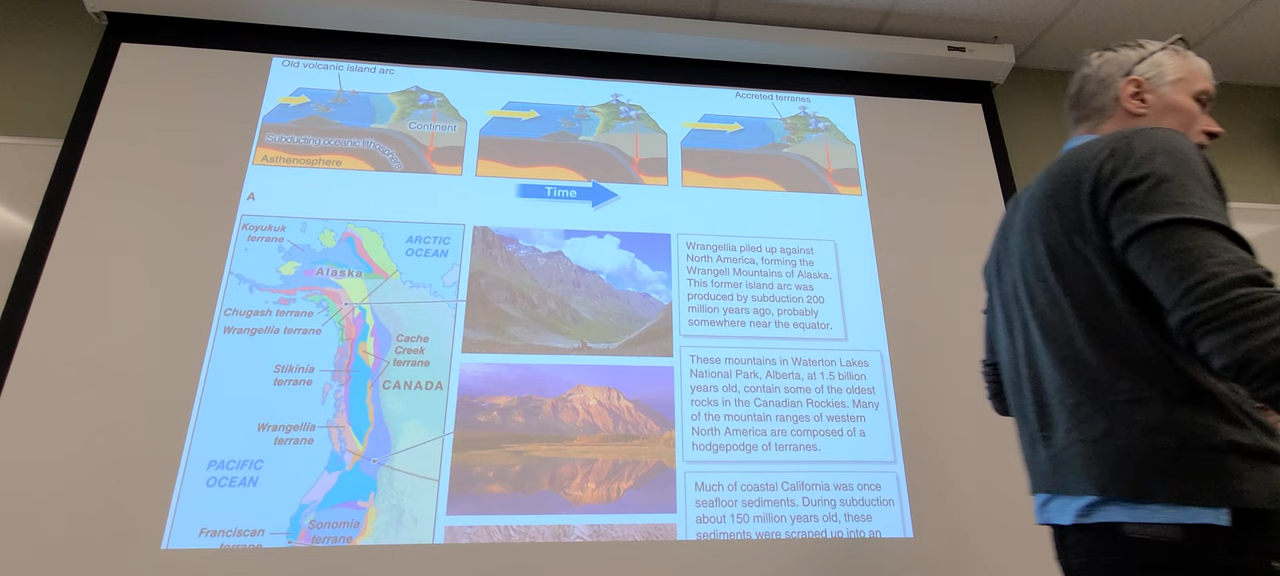 Old volcanic island arc
Continent
Subducting oceanic lithosphere
Asthenosphere
Accreted terranes
Time
A
Koyukuk
terrane
ARCTIC
OCEAN
Alaska
Chugash terrane
Wrangellia terrane
Cache
Creek
terrane
Stikinia
terrane
CANADA
Wrangellia
terrane
PACIFIC
OCEAN
Franciscan
terrane
Sonomia
terrane
Wrangellia piled up against
North America, forming the
Wrangell Mountains of Alaska.
This former island arc was
produced by subduction 200
million years ago, probably
somewhere near the equator.
These mountains in Waterton Lakes
National Park, Alberta, at 1.5 billion
years old, contain some of the oldest
rocks in the Canadian Rockies. Many
of the mountain ranges of western
North America are composed of a
hodgepodge of terranes.
Much of coastal California was once
seafloor sediments. During subduction
about 150 million years old, these
sediments were scraped up into an